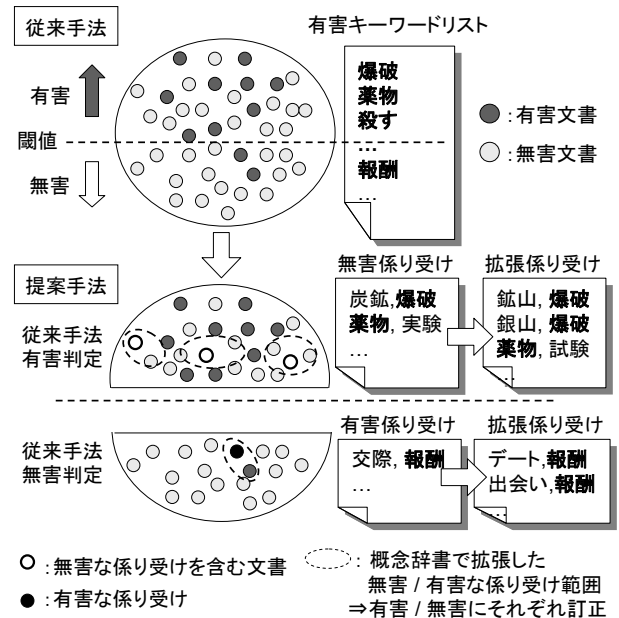 従来手法
有害キーワードリスト
有害
閾値
無害
爆破
薬物
殺す
…
報酬
…
:有害文書
:無害文書
提案手法
従来手法
有害判定
無害係り受け
炭鉱,爆破
薬物, 実験
…
拡張係り受け
鉱山, 爆破
銀山, 爆破
薬物, 試験
…
従来手法
無害判定
有害係り受け
交際, 報酬
…
拡張係り受け
デート,報酬
出会い,報酬
…
:無害な係り受けを含む文書
:有害な係り受け
: 概念辞書で拡張した
無害 / 有害な係り受け範囲
⇒有害 / 無害にそれぞれ訂正